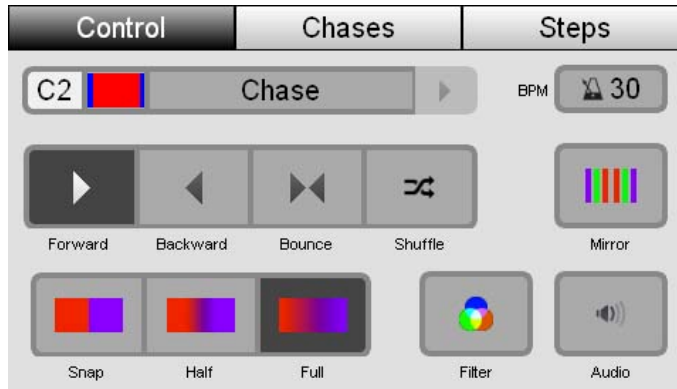 Control Chases Steps
C2 Chase BPM 30
Forward Backward Bounce Shuffle Mirror
Snap Half Full Filter Audio